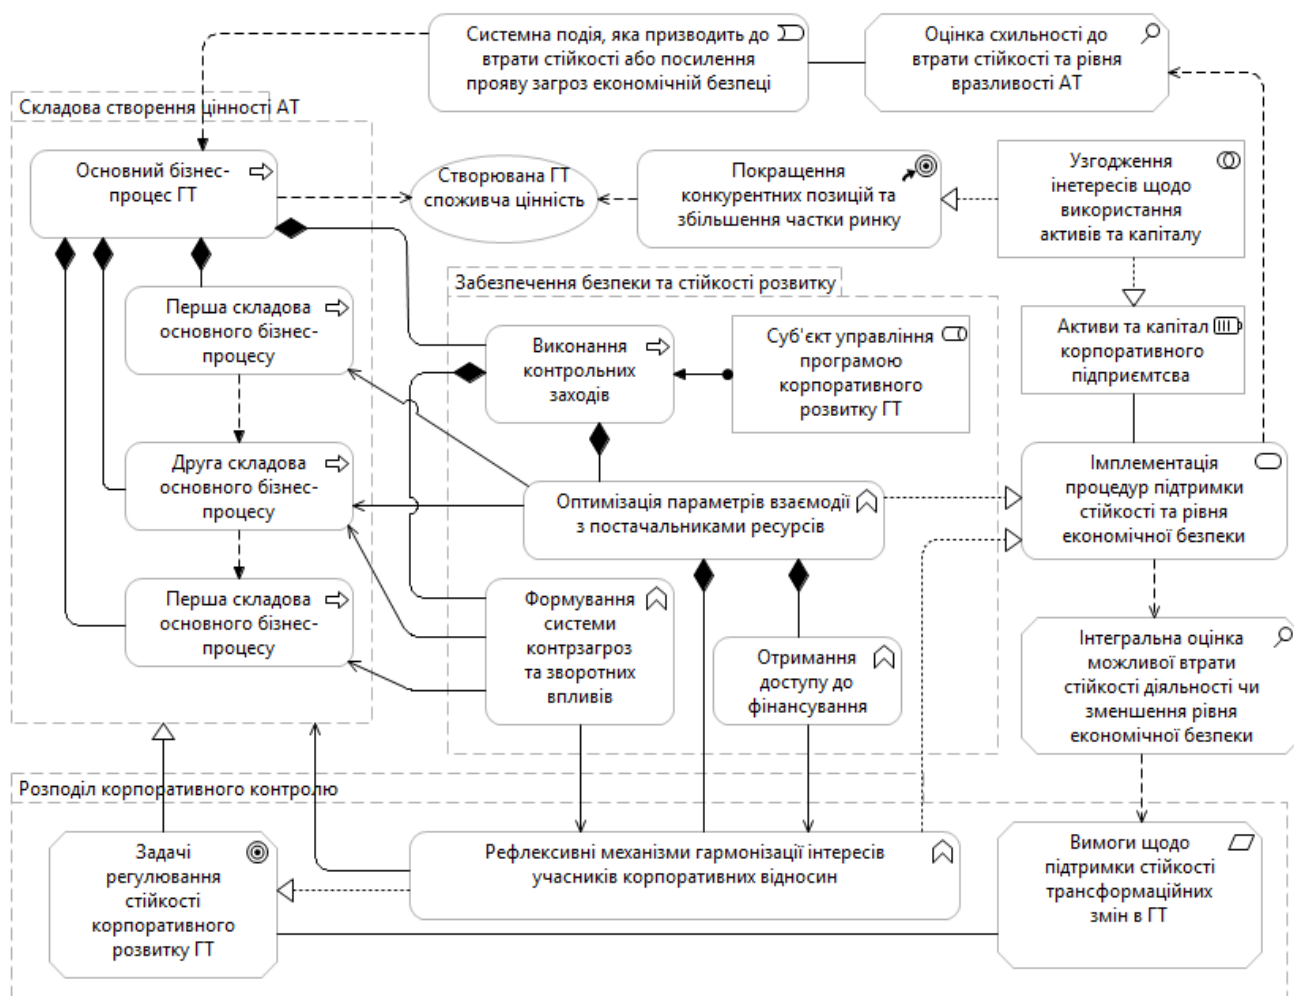 Системна подія, яка призводить до
втрати стійкості або посилення
прояву загроз економічній безпеці
Оцінка схильності до
втрати стійкості та рівня
вразливості АТ
Складова створення цінності АТ
Основний бізнес-
процес ГТ
Створювана ГТ
споживча цінність
Покращення
конкурентних позицій та
збільшення частки ринку
Узгодження
інетересів щодо
використання
активів та капіталу
Забезпечення безпеки та стійкості розвитку
Перша складова
основного бізнес-
процесу
Виконання
контрольних
заходів
Суб'єкт управління
програмою
корпоративного
розвитку ГТ
Активи та капітал
корпоративного
підприємтсва
Друга складова
основного бізнес-
процесу
Оптимізація параметрів взаємодії
з постачальниками ресурсів
Імплементація
процедур підтримки
стійкості та рівня
економічної безпеки
Перша складова
основного бізнес-
процесу
Формування
системи
контрзагроз
та зворотних
впливів
Отримання
доступу до
фінансування
Інтегральна оцінка
можливої втрати
стійкості діяльності чи
зменшення рівня
економічної безпеки
Розподіл корпоративного контролю
Задачі
регулювання
стійкості
корпоративного
розвитку ГТ
Рефлексивні механізми гармонізації інтересів
учасників корпоративних відносин
Вимоги щодо
підтримки стійкості
трансформаційних
змін в ГТ